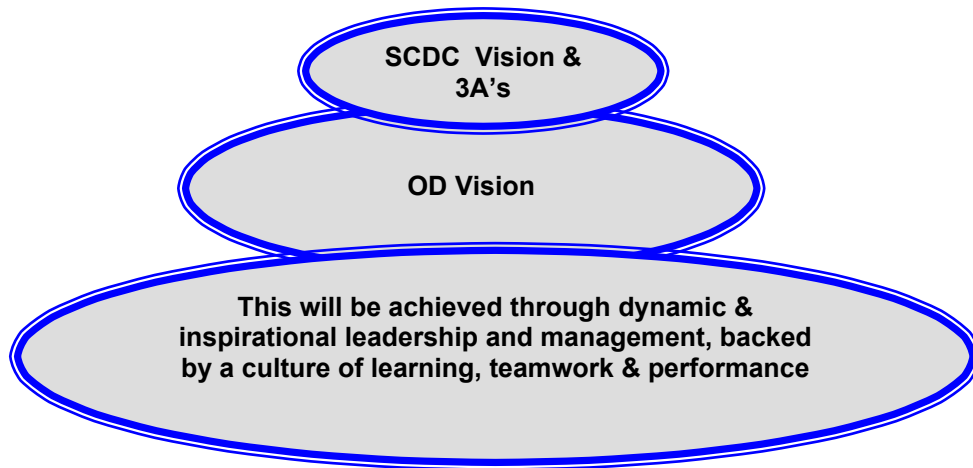 SCDC Vision &
3A’s
OD Vision
This will be achieved through dynamic &
inspirational leadership and management, backed
by a culture of learning, teamwork & performance